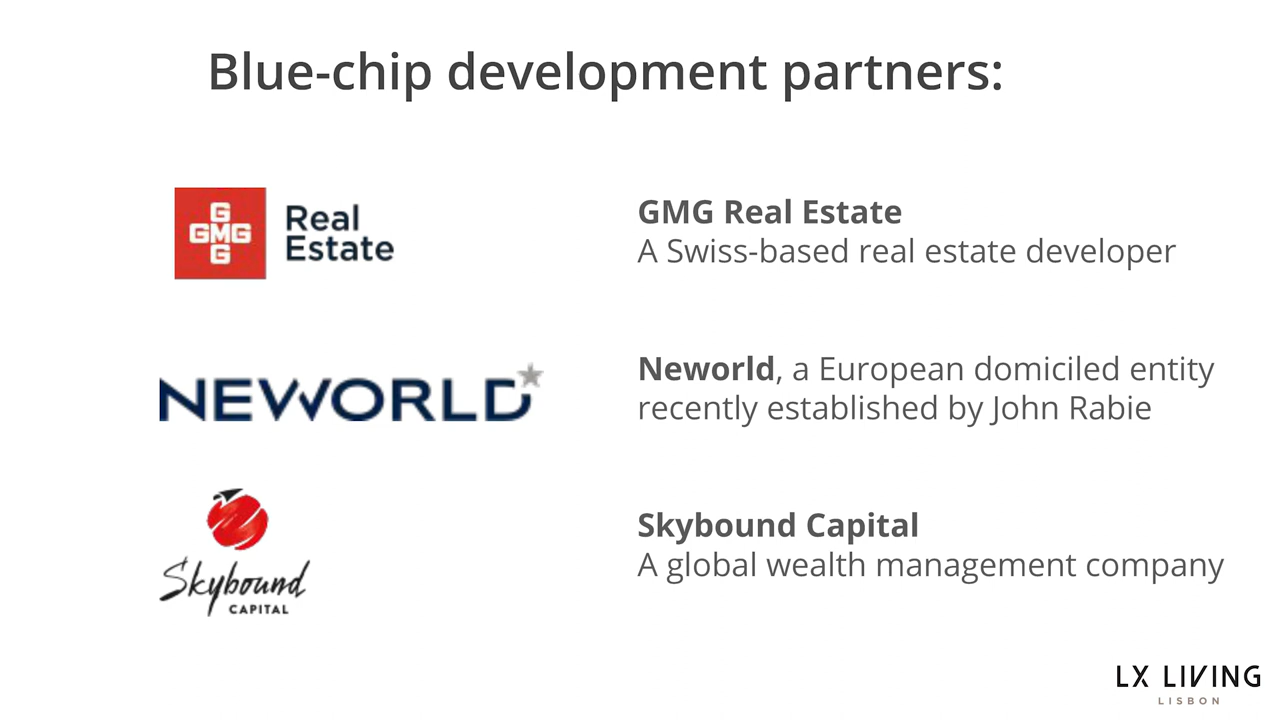 Blue-chip development partners:
G
GMG
G
Real
Estate
GMG Real Estate
A Swiss-based real estate developer
NEWORLD
Neworld, a European domiciled entity
recently established by John Rabie
Skybound
CAPITAL
Skybound Capital
A global wealth management company
LX LIVING
LISBON